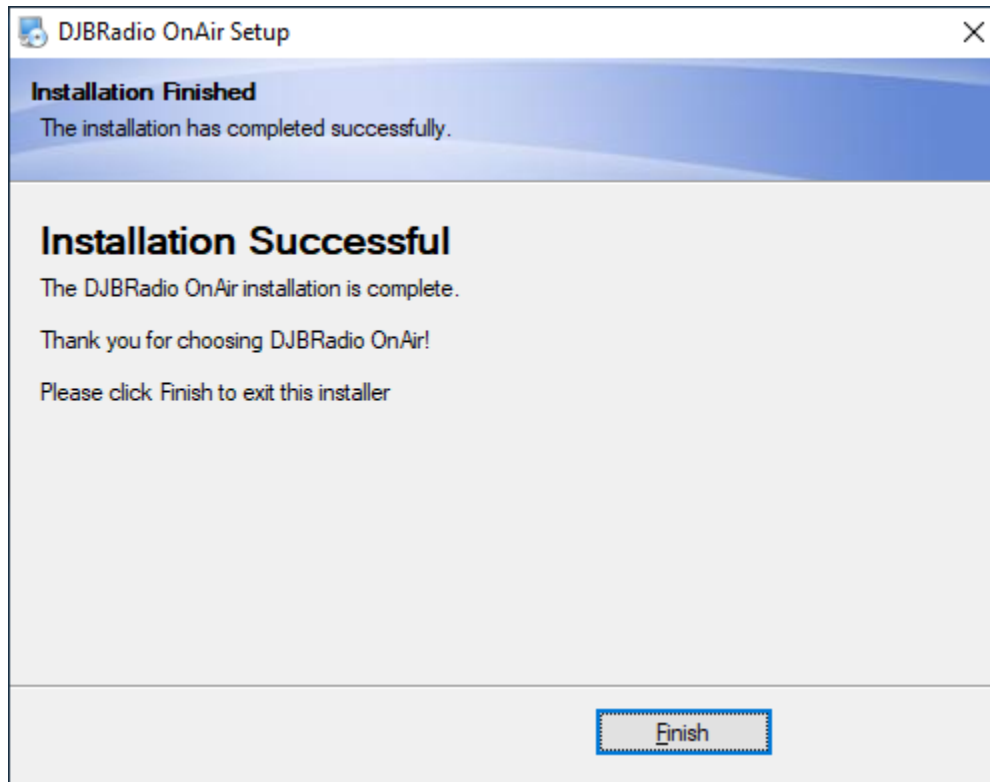 DJBRadio OnAir Setup
Installation Finished
The installation has completed successfully.
Installation Successful
The DJBRadio OnAir installation is complete.
Thank you for choosing DJBRadio OnAir!
Please click Finish to exit this installer
Finish